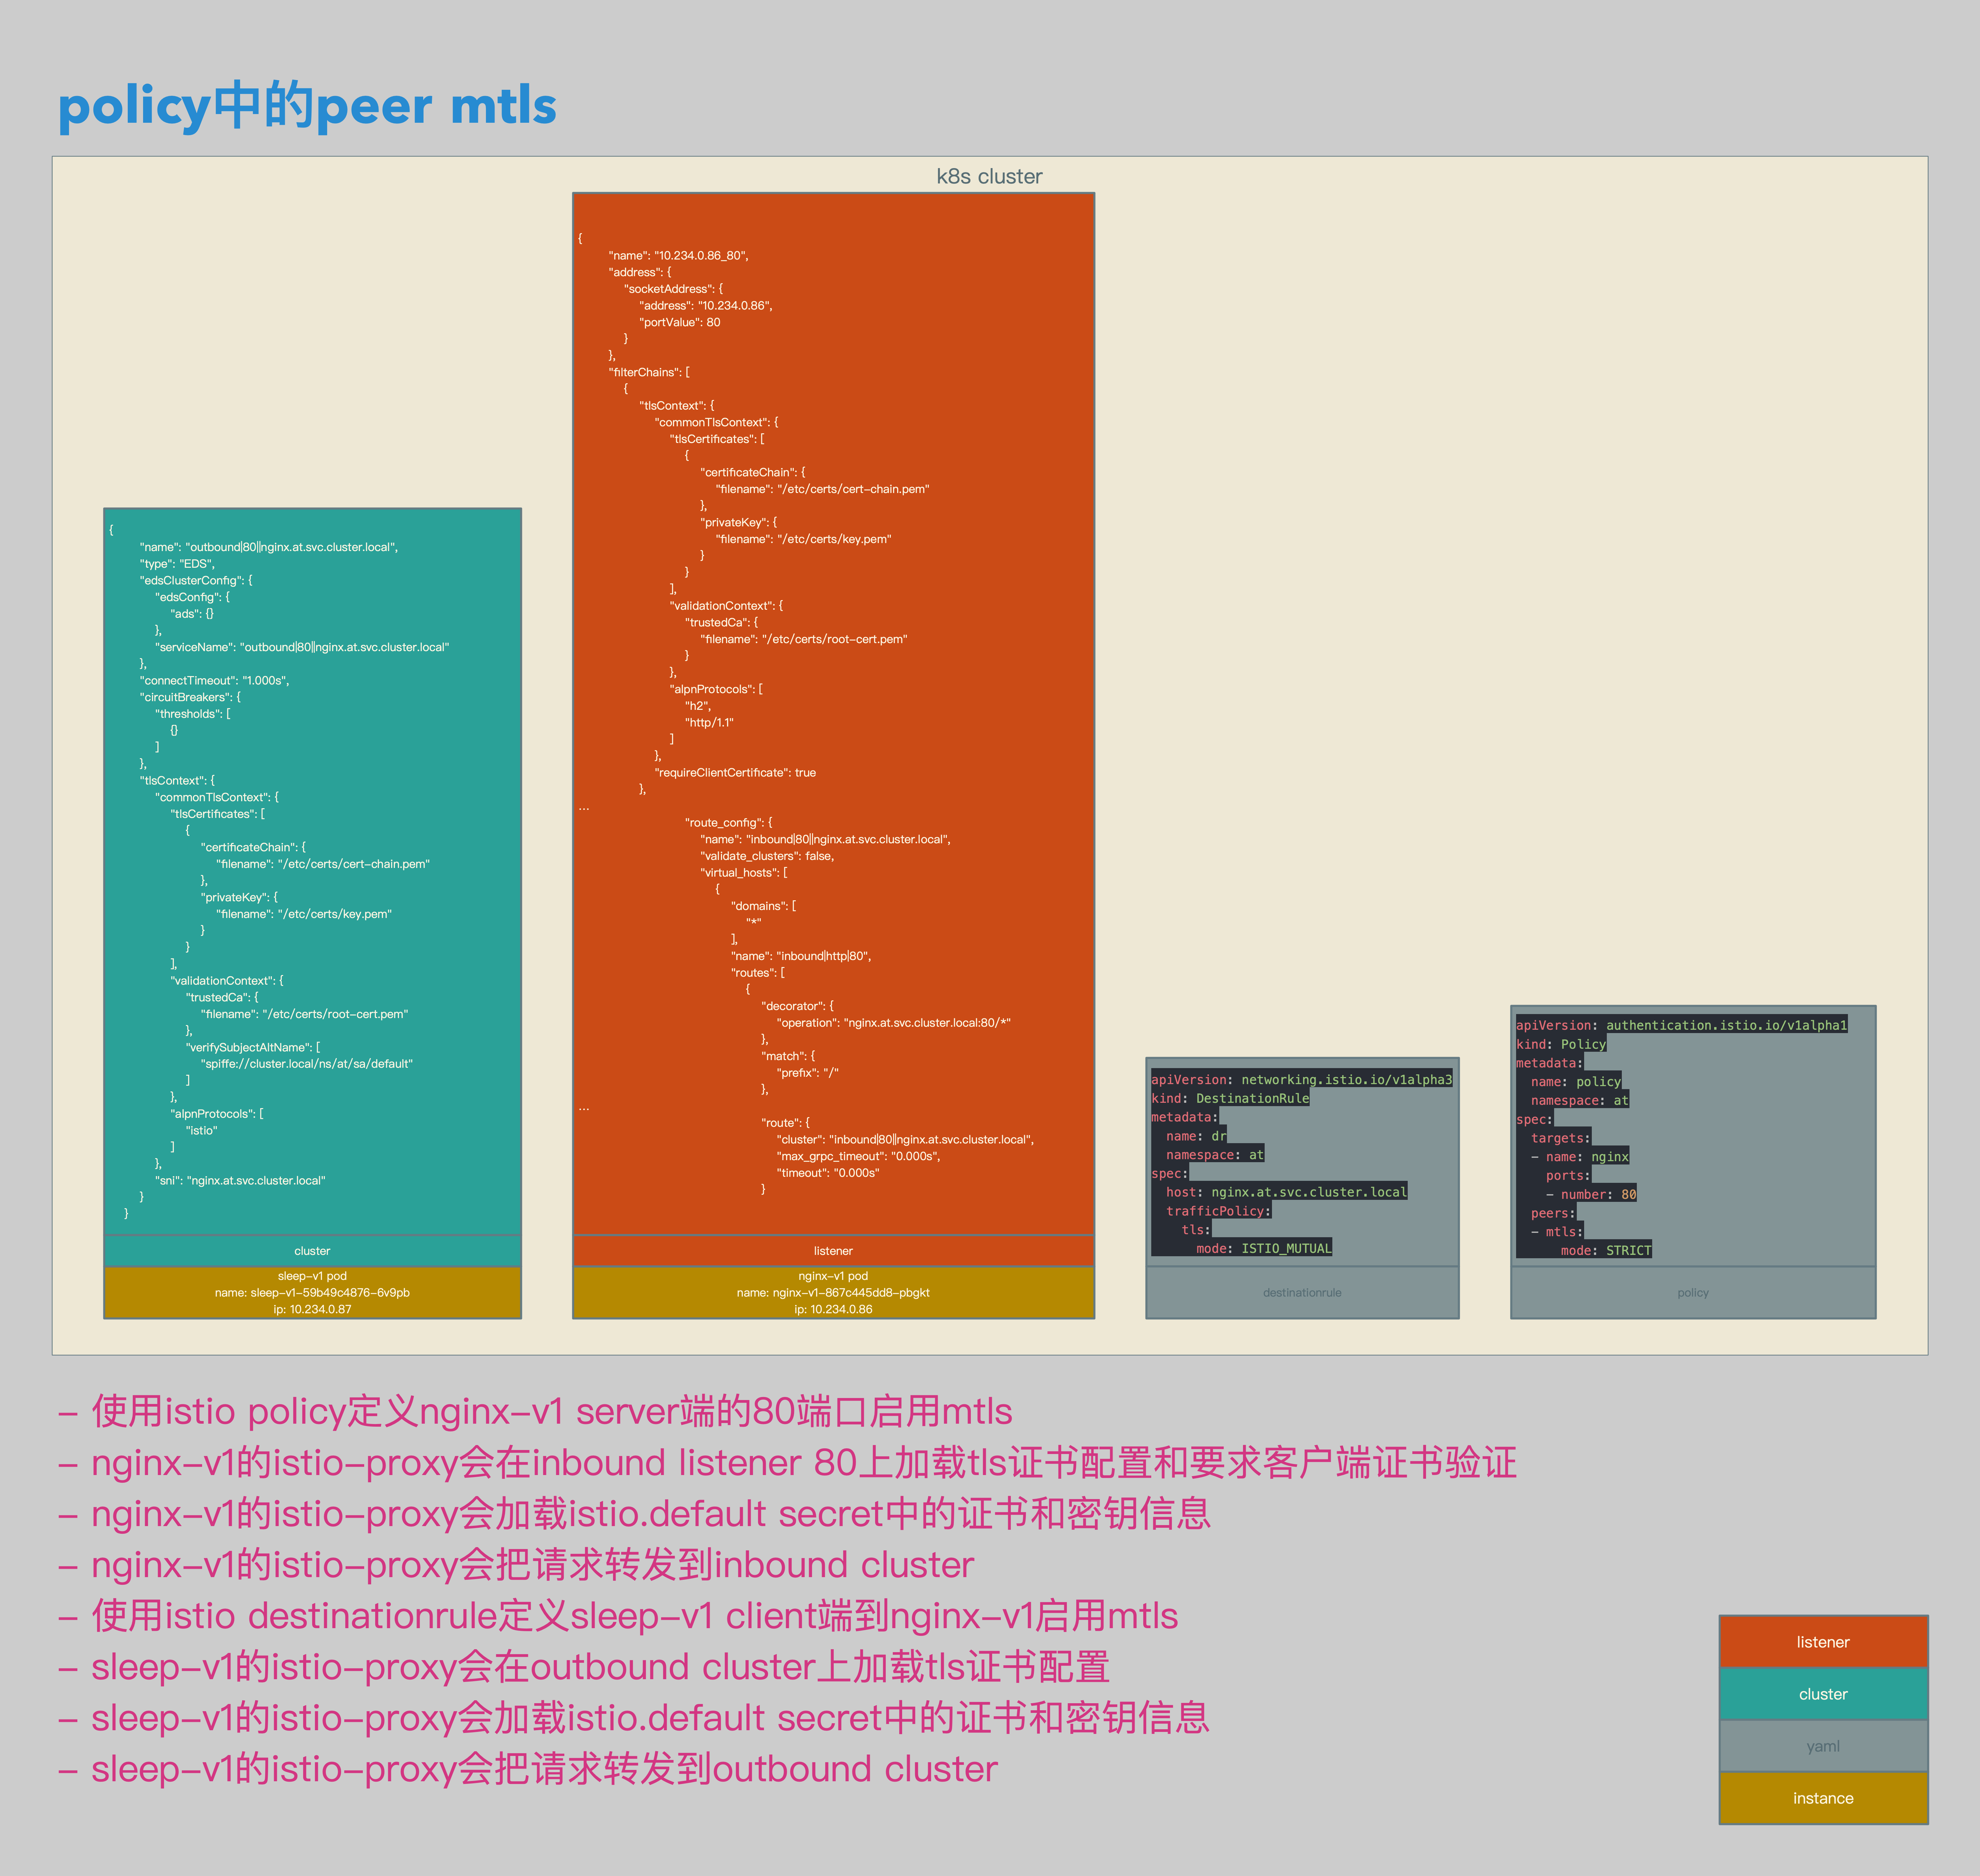 policy中的peer mtls
k8s cluster
{
"name": "outbound|80||nginx.at.svc.cluster.local",
"type": "EDS",
"edsClusterConfig": {
"edsConfig": {
"ads": {}
},
"serviceName": "outbound|80||nginx.at.svc.cluster.local"
},
"connectTimeout": "1.000s",
"circuitBreakers": {
"thresholds": [
{}
]
},
"tlsContext": {
"commonTlsContext": {
"tlsCertificates": [
{
"certificateChain": {
"filename": "/etc/certs/cert-chain.pem"
},
"privateKey": {
"filename": "/etc/certs/key.pem"
}
}
],
"validationContext": {
"trustedCa": {
"filename": "/etc/certs/root-cert.pem"
},
"verifySubjectAltName": [
"spiffe://cluster.local/ns/at/sa/default"
]
},
"alpnProtocols": [
"istio"
]
},
"sni": "nginx.at.svc.cluster.local"
}
}
cluster
sleep-v1 pod
name: sleep-v1-59b49c4876-6v9pb
ip: 10.234.0.87
{
"name": "10.234.0.86_80",
"address": {
"socketAddress": {
"address": "10.234.0.86",
"portValue": 80
}
},
"filterChains": [
{
"tlsContext": {
"commonTlsContext": {
"tlsCertificates": [
{
"certificateChain": {
"filename": "/etc/certs/cert-chain.pem"
},
"privateKey": {
"filename": "/etc/certs/key.pem"
}
}
],
"validationContext": {
"trustedCa": {
"filename": "/etc/certs/root-cert.pem"
}
},
"alpnProtocols": [
"h2",
"http/1.1"
]
},
"requireClientCertificate": true
},
...
"route_config": {
"name": "inbound|80||nginx.at.svc.cluster.local",
"validate_clusters": false,
"virtual_hosts": [
{
"domains": [
"*"
],
"name": "inbound|http|80",
"routes": [
{
"decorator": {
"operation": "nginx.at.svc.cluster.local:80/*"
},
"match": {
"prefix": "/"
},
...
"route": {
"cluster": "inbound|80||nginx.at.svc.cluster.local",
"max_grpc_timeout": "0.000s",
"timeout": "0.000s"
}
listener
nginx-v1 pod
name: nginx-v1-867c445dd8-pbgkt
ip: 10.234.0.86
apiVersion: networking.istio.io/v1alpha3
kind: DestinationRule
metadata:
name: dr
namespace: at
spec:
host: nginx.at.svc.cluster.local
trafficPolicy:
tls:
mode: ISTIO_MUTUAL
destinationrule
apiVersion: authentication.istio.io/v1alpha1
kind: Policy
metadata:
name: policy
namespace: at
spec:
targets:
- name: nginx
ports:
- number: 80
peers:
- mtls:
mode: STRICT
policy
- 使用istio policy定义nginx-v1 server端的80端口启用mtls
- nginx-v1的istio-proxy会在inbound listener 80上加载tls证书配置和要求客户端证书验证
- nginx-v1的istio-proxy会加载istio.default secret中的证书和密钥信息
- nginx-v1的istio-proxy会把请求转发到inbound cluster
- 使用istio destinationrule定义sleep-v1 client端到nginx-v1启用mtls
- sleep-v1的istio-proxy会在outbound cluster上加载tls证书配置
- sleep-v1的istio-proxy会加载istio.default secret中的证书和密钥信息
- sleep-v1的istio-proxy会把请求转发到outbound cluster
listener
cluster
yaml
instance